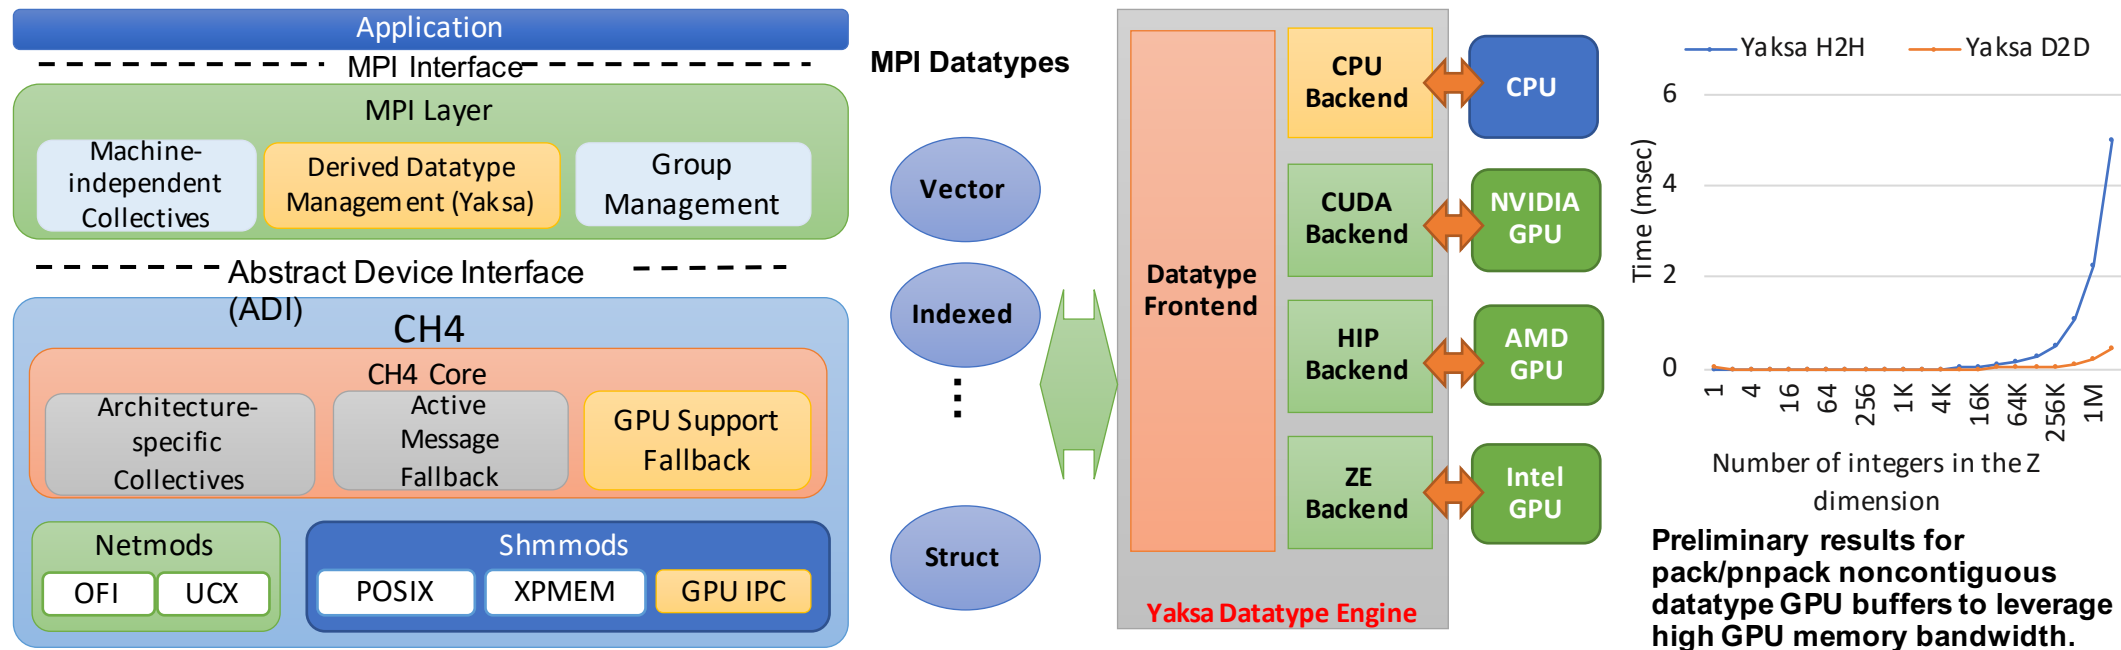 Application
MPI Interface
MPI Layer
Machine-
independent
Collectives
Derived Datatype
Management (Yaksa)
Group
Management
Abstract Device Interface
(ADI)
CH4
CH4 Core
Architecture-
specific
Collectives
Active
Message
Fallback
GPU Support
Fallback
Netmods
OFI
UCX
Shmmods
POSIX
XPMEM
GPU IPC
MPI Datatypes
Vector
Indexed
Struct
Datatype
Frontend
CPU
Backend
CUDA
Backend
HIP
Backend
ZE
Backend
Yaksa Datatype Engine
CPU
NVIDIA
GPU
AMD
GPU
Intel
GPU
Yaksa H2H
Yaksa D2D
Time (msec)
6
4
2
0
1
4
16
64
256
1K
4K
16K
64K
256K
1M
Number of integers in the Z
dimension
Preliminary results for
pack/pnpack noncontiguous
datatype GPU buffers to leverage
high GPU memory bandwidth.